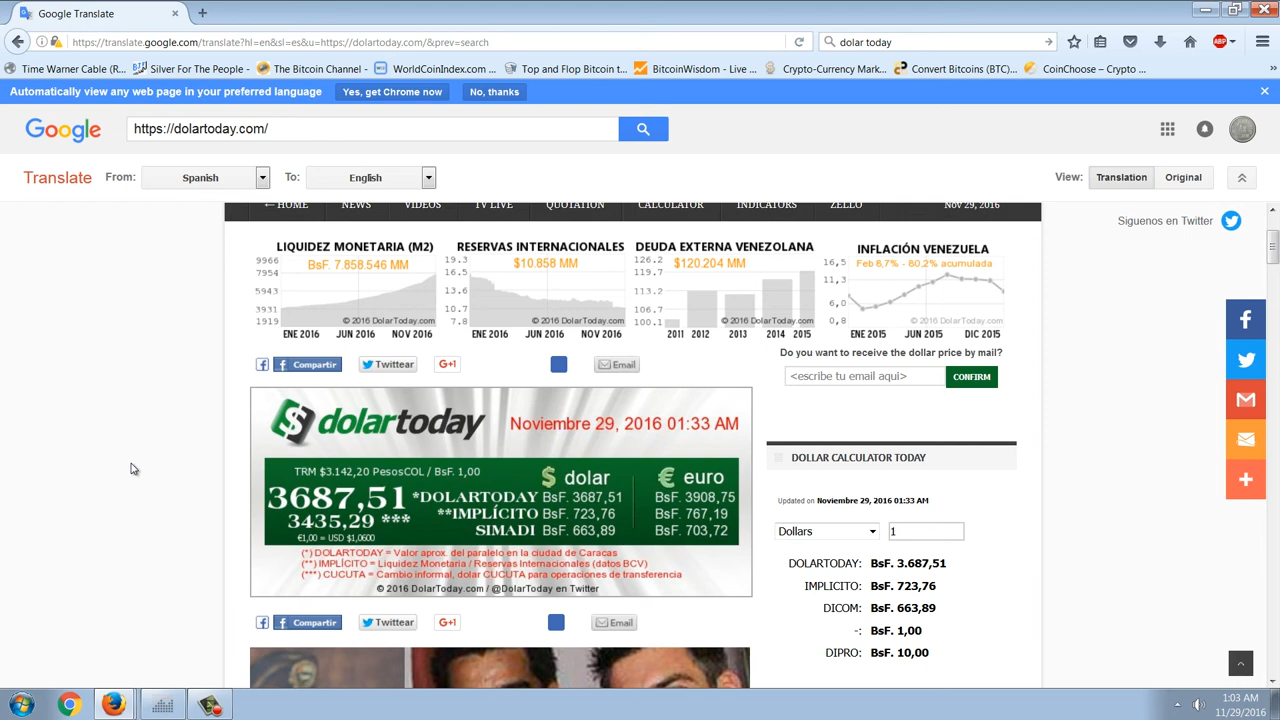 Google Translate
https://translate.google.com/translate?hl=en&sl=es&u=https://dolartoday.com/&prev=search
dolar today
ABP
Time Warner Cable (R...
Silver For The People - ...
The Bitcoin Channel - ...
WorldCoinIndex.com ...
Top and Flop Bitcoin t...
BitcoinWisdom - Live ...
Crypto-Currency Mark...
Convert Bitcoins (BTC)...
CoinChoose – Crypto ...
Automatically view any web page in your preferred language
Yes, get Chrome now
No, thanks
Google
https://dolartoday.com/
Translate
From:
Spanish
To:
English
View:
Translation
Original
← HOME
NEWS
VIDEOS
TV LIVE
QUOTATION
CALCULATOR
INDICATORS
ZELLO
Nov 29, 2016
Siguenos en Twitter
LIQUIDEZ MONETARIA (M2)
BsF. 7.858.546 MM
9966
7954
5943
3931
1919
© 2016 DolarToday.com
ENE 2016 JUN 2016 NOV 2016
RESERVAS INTERNACIONALES
$10.858 MM
19.3
16.5
13.6
10.7
7.8
© 2016 DolarToday.com
ENE 2016 JUN 2016 NOV 2016
DEUDA EXTERNA VENEZOLANA
$120.204 MM
126.2
119.7
113.2
106.7
100.1
© 2016 DolarToday.com
2011 2012 2013 2014 2015
INFLACIÓN VENEZUELA
Feb 8,7% - 80,2% acumulada
16,5
11,3
6,0
0,8
© 2016 DolarToday.com
ENE 2015 JUN 2015 DIC 2015
Compartir
Twittear
G+1
Email
Do you want to receive the dollar price by mail?
<escribe tu email aqui>
CONFIRM
dolartoday
Noviembre 29, 2016 01:33 AM
TRM $3.142,20 PesosCOL / BsF. 1,00
$ dolar
€ euro
3687,51 *DOLARTODAY BsF. 3687,51 BsF. 3908,75
3435,29 *** **IMPLÍCITO BsF. 723,76 BsF. 767,19
SIMADI BsF. 663,89 BsF. 703,72
€1,00 = USD $1,0600
(*) DOLARTODAY = Valor aprox. del paralelo en la ciudad de Caracas
(**) IMPLÍCITO = Liquidez Monetaria / Reservas Internacionales (datos BCV)
(***) CUCUTA = Cambio informal, dolar CUCUTA para operaciones de transferencia
© 2016 DolarToday.com / @DolarToday en Twitter
DOLLAR CALCULATOR TODAY
Updated on Noviembre 29, 2016 01:33 AM
Dollars
1
DOLARTODAY: BsF. 3.687,51
IMPLICITO: BsF. 723,76
DICOM: BsF. 663,89
-: BsF. 1,00
DIPRO: BsF. 10,00
Compartir
Twittear
G+1
Email
1:03 AM
11/29/2016